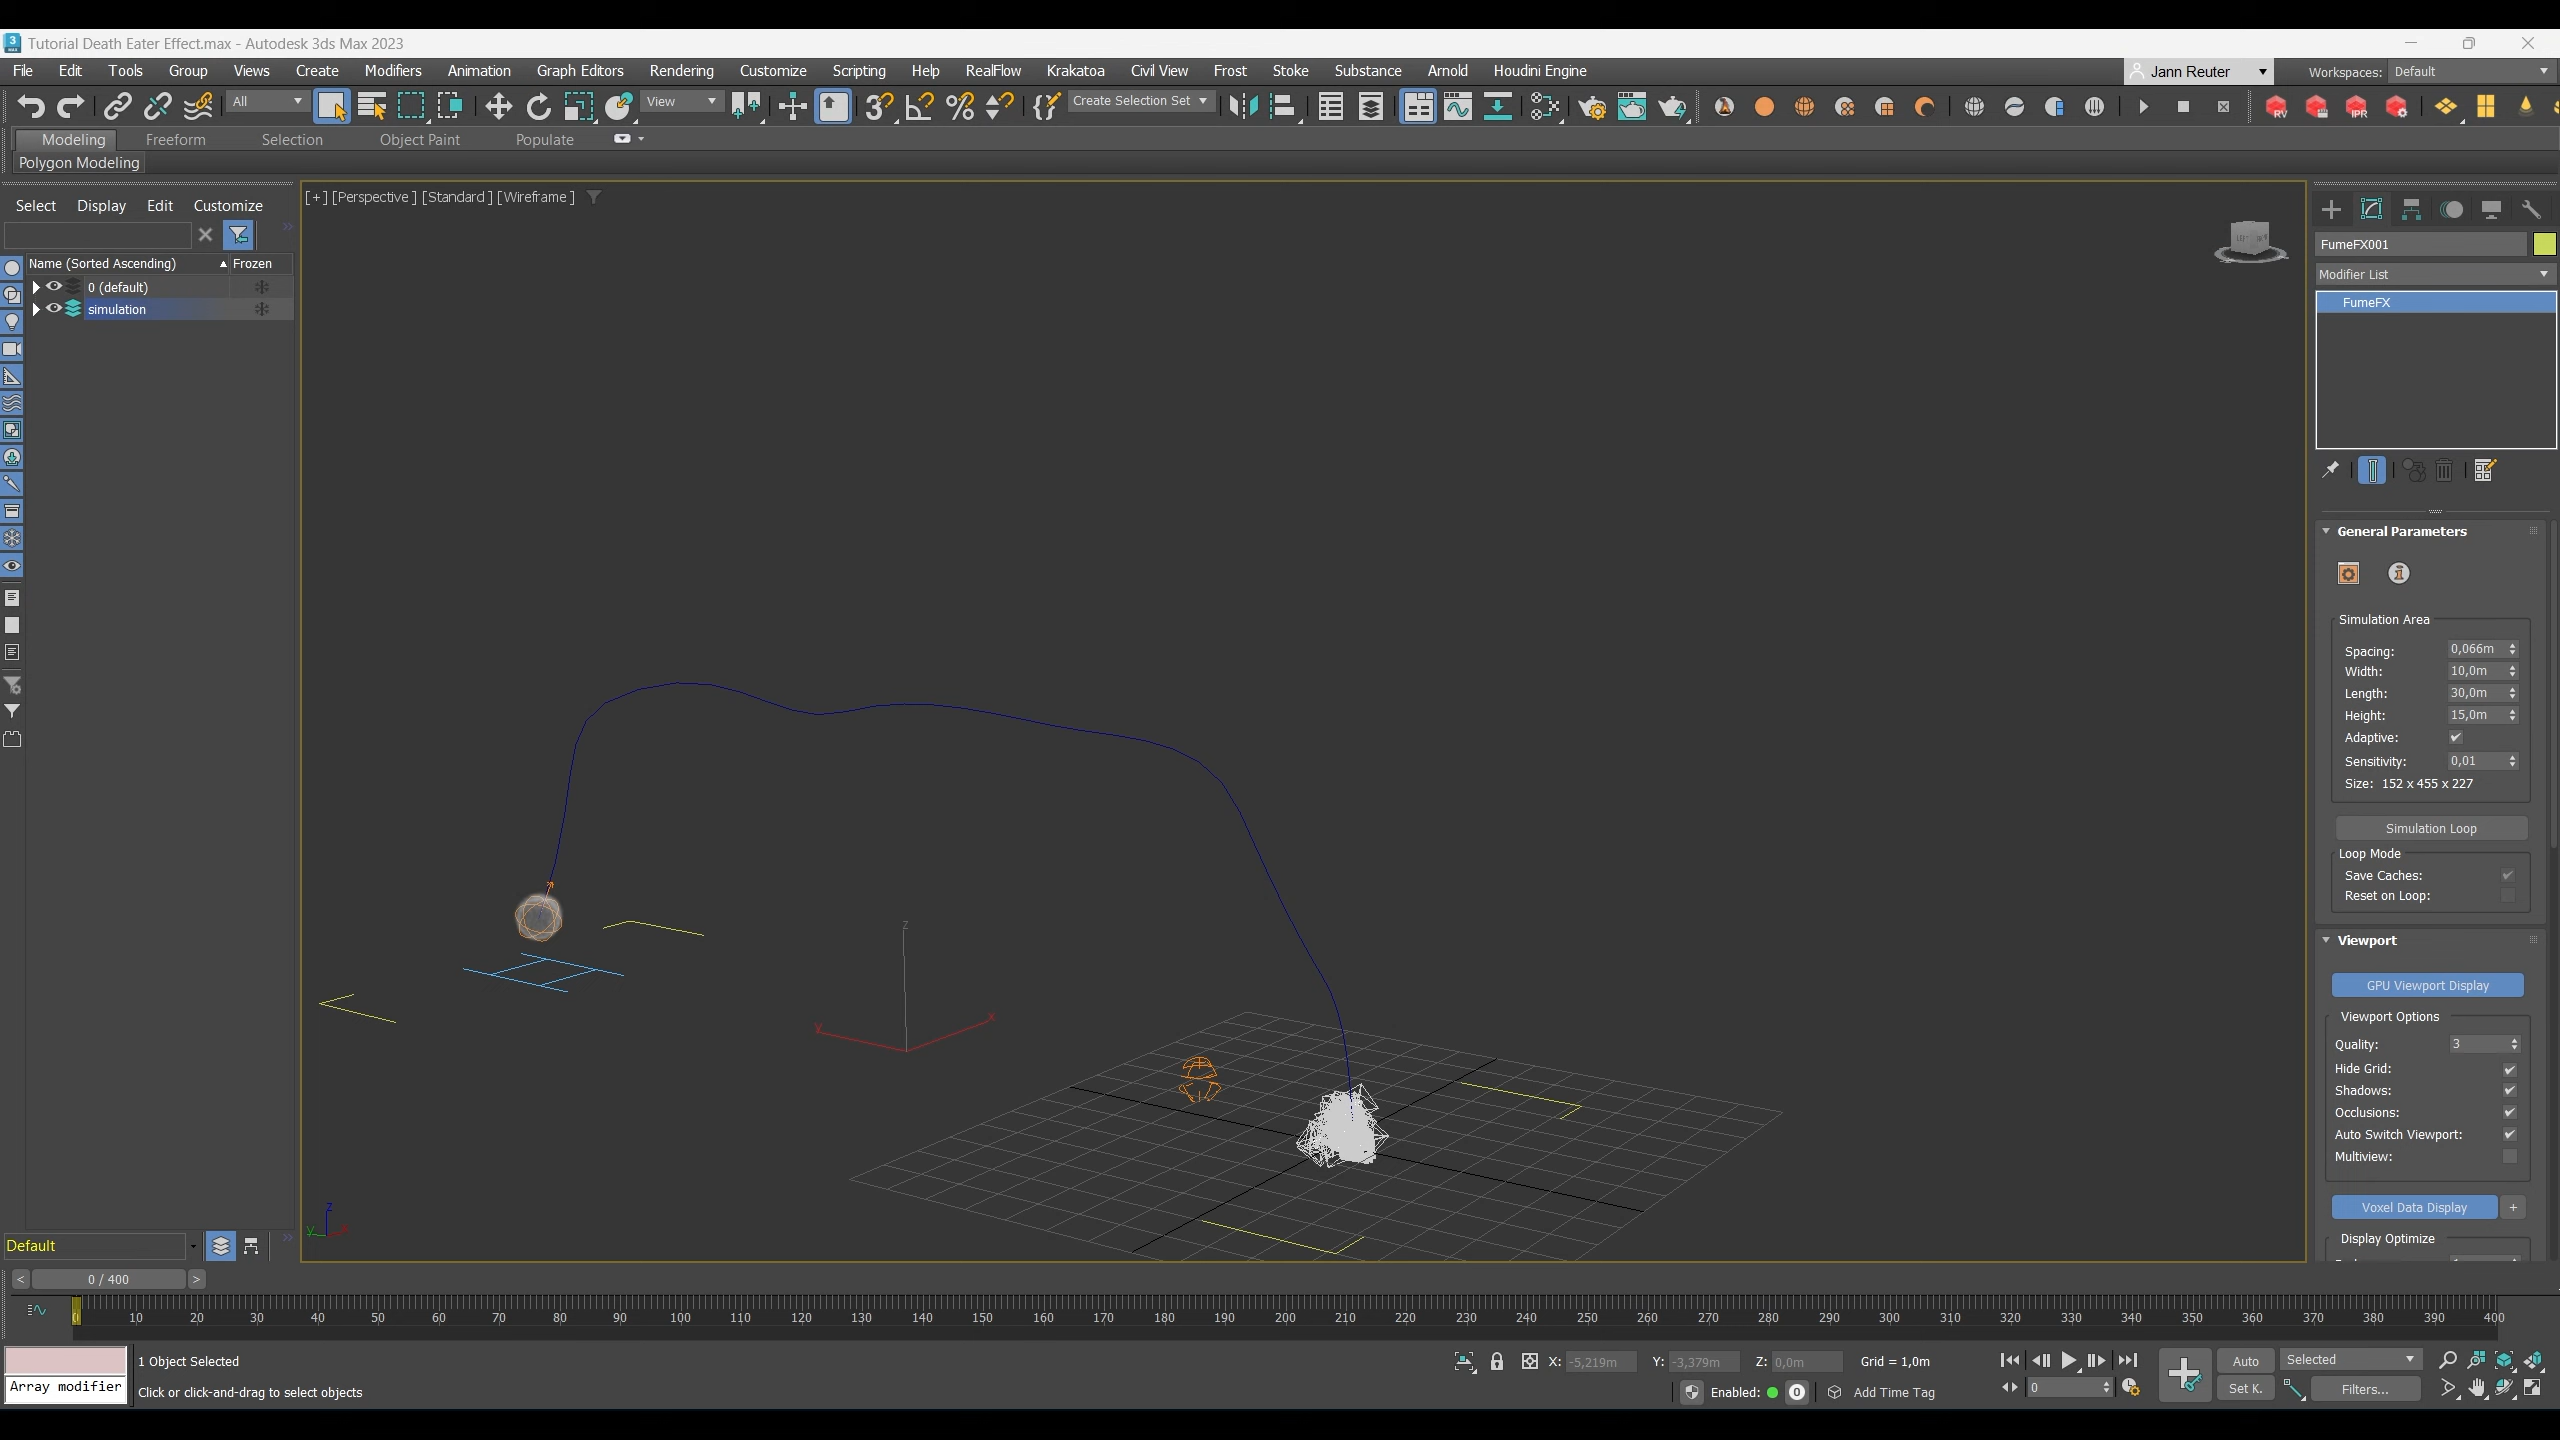 Tutorial Death Eater Effect.max - Autodesk 3ds Max 2023
File Edit Tools Group Views Create Modifiers Animation Graph Editors Rendering Customize Scripting Help RealFlow Krakatoa Civil View Frost Stoke Substance Arnold Houdini Engine
Jann Reuter Workspaces: Default
All View Create Selection Set
Modeling Freeform Selection Object Paint Populate
Polygon Modeling
Select Display Edit Customize
Name (Sorted Ascending) Frozen
0 (default)
simulation
[+] [Perspective ] [Standard ] [Wireframe ]
FumeFX001
Modifier List
FumeFX
General Parameters
Simulation Area
Spacing: 0,066m
Width: 10,0m
Length: 30,0m
Height: 15,0m
Adaptive:
Sensitivity: 0,01
Size: 152 x 455 x 227
Simulation Loop
Loop Mode
Save Caches:
Reset on Loop:
Viewport
GPU Viewport Display
Viewport Options
Quality: 3
Hide Grid:
Shadows:
Occlusions:
Auto Switch Viewport:
Multiview:
Voxel Data Display +
Display Optimize
z
y x
z
y x
Default
< 0 / 400 >
0 10 20 30 40 50 60 70 80 90 100 110 120 130 140 150 160 170 180 190 200 210 220 230 240 250 260 270 280 290 300 310 320 330 340 350 360 370 380 390 400
1 Object Selected X: -5,219m Y: -3,379m Z: 0,0m Grid = 1,0m Auto Selected
Array modifier Click or click-and-drag to select objects Enabled: 0 Add Time Tag 0 Set K. Filters...